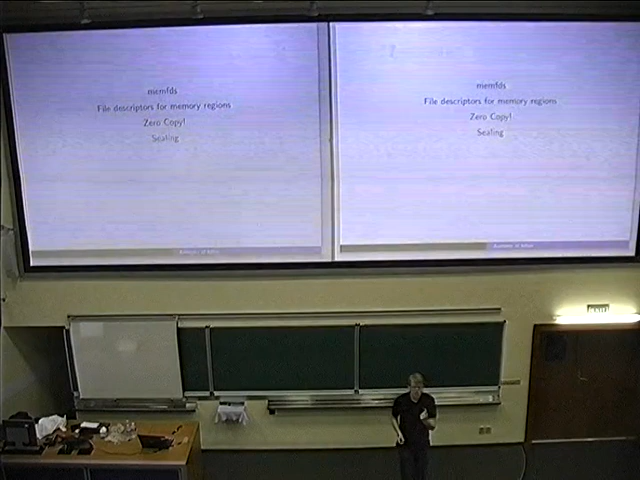 memfds
File descriptors for memory regions
Zero Copy!
Sealing
memfds
File descriptors for memory regions
Zero Copy!
Sealing